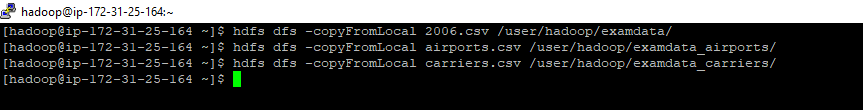 hadoop@ip-172-31-25-164:~
[hadoop@ip-172-31-25-164 ~]$ hdfs dfs -copyFromLocal 2006.csv /user/hadoop/examdata/
[hadoop@ip-172-31-25-164 ~]$ hdfs dfs -copyFromLocal airports.csv /user/hadoop/examdata_airports/
[hadoop@ip-172-31-25-164 ~]$ hdfs dfs -copyFromLocal carriers.csv /user/hadoop/examdata_carriers/
[hadoop@ip-172-31-25-164 ~]$